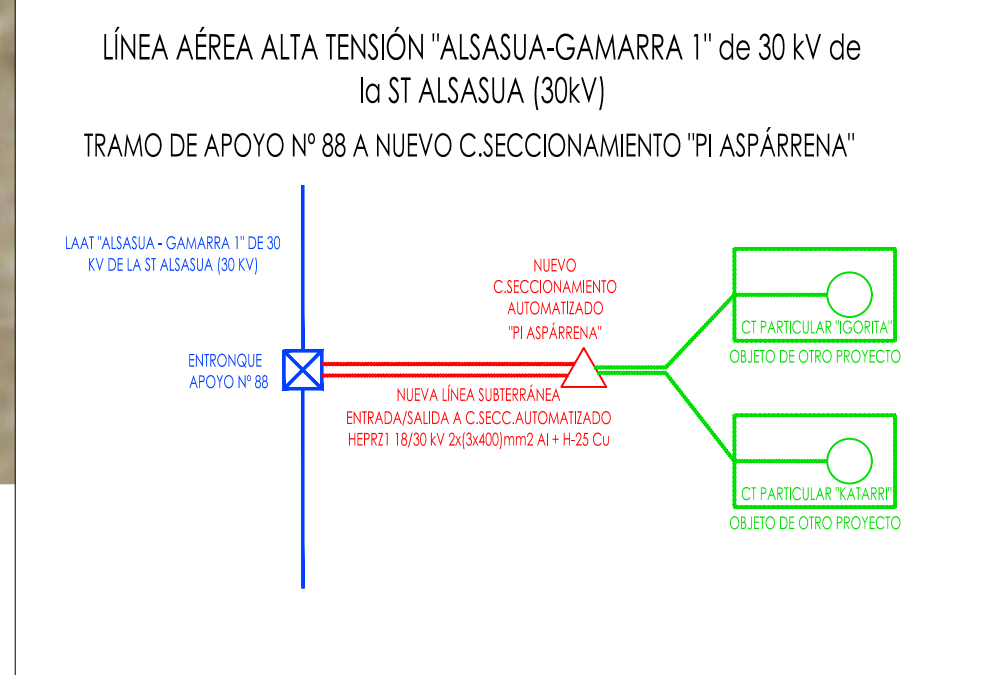 LÍNEA AÉREA ALTA TENSIÓN "ALSASUA-GAMARRA 1" de 30 kV de
la ST ALSASUA (30kV)
TRAMO DE APOYO Nº 88 A NUEVO C.SECCIONAMIENTO "PI ASPÁRRENA"
LAAT "ALSASUA - GAMARRA 1" DE 30
KV DE LA ST ALSASUA (30 KV)
NUEVO
C.SECCIONAMIENTO
AUTOMATIZADO
"PI ASPÁRRENA"
CT PARTICULAR "IGORITA"
OBJETO DE OTRO PROYECTO
ENTRONQUE
APOYO Nº 88
NUEVA LÍNEA SUBTERRÁNEA
ENTRADA/SALIDA A C.SECC.AUTOMATIZADO
HEPRZ1 18/30 kV 2x(3x400)mm2 Al + H-25 Cu
CT PARTICULAR "KATARRI"
OBJETO DE OTRO PROYECTO